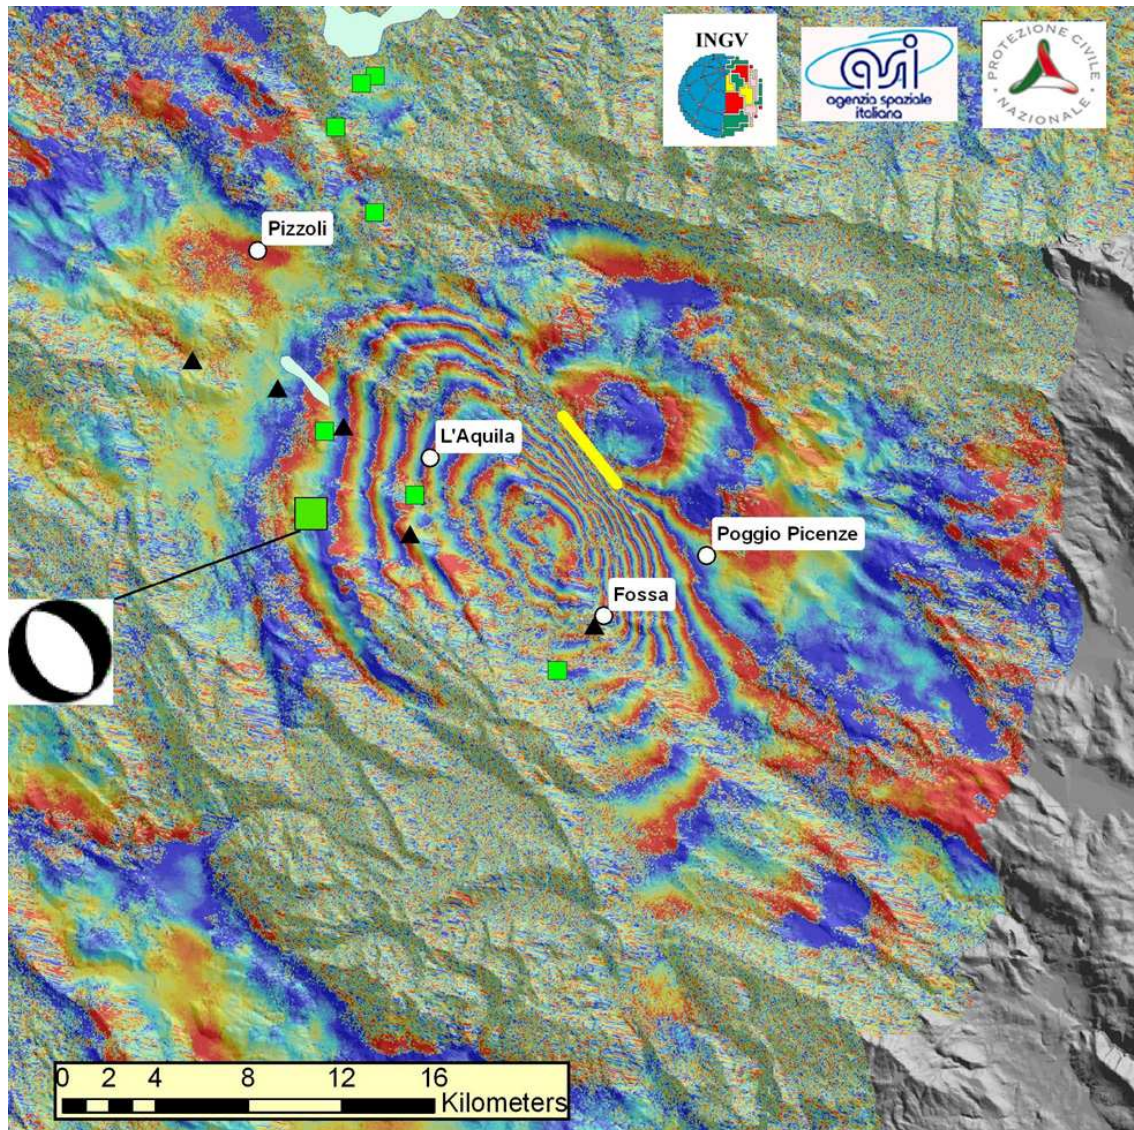 INGV
asi
agenzia spaziale
italiana
PROTEZIONE CIVILE
NAZIONALE
Pizzoli
L'Aquila
Poggio Picenze
Fossa
0 2 4 8 12 16
Kilometers